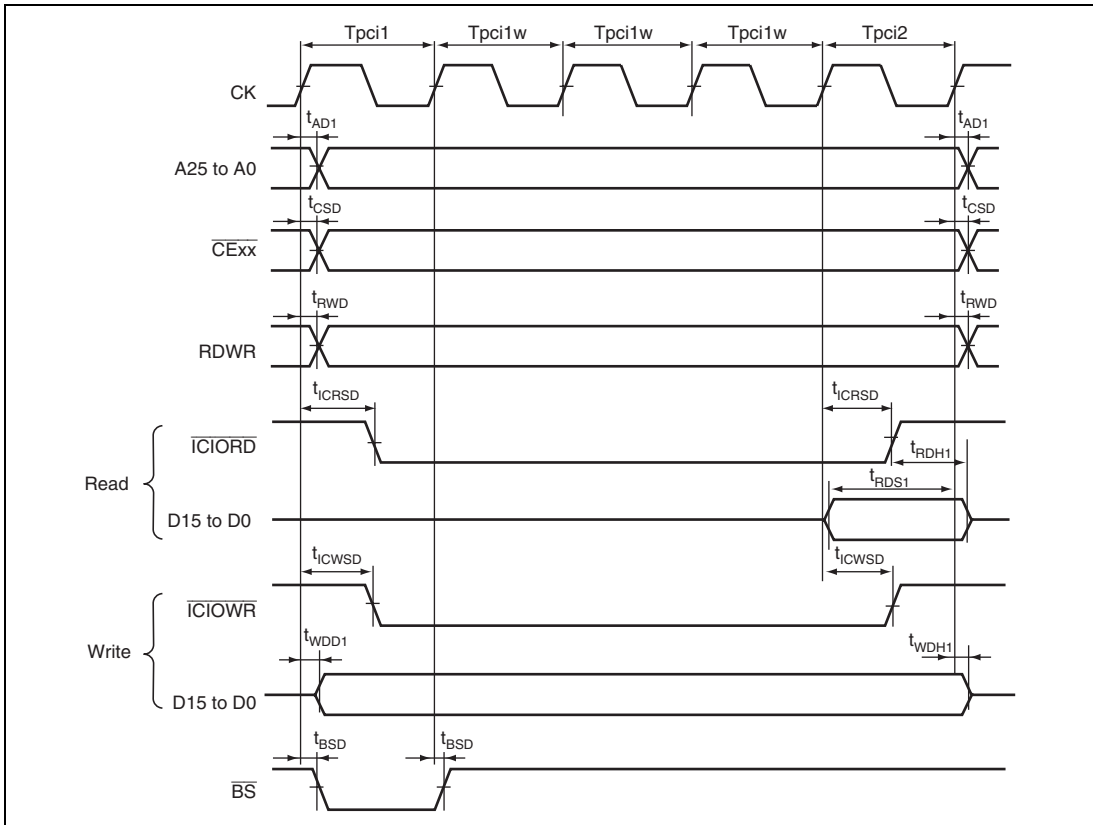 Tpci1 Tpci1w Tpci1w Tpci1w Tpci2
CK
tAD1 tAD1
A25 to A0
tCSD tCSD
CExx
tRWD tRWD
RDWR
tICRSD tICRSD
ICIORD
tRDH1
Read
tRDS1
D15 to D0
tICWSD tICWSD
ICIOWR
tWDD1 tWDH1
Write
D15 to D0
tBSD tBSD
BS